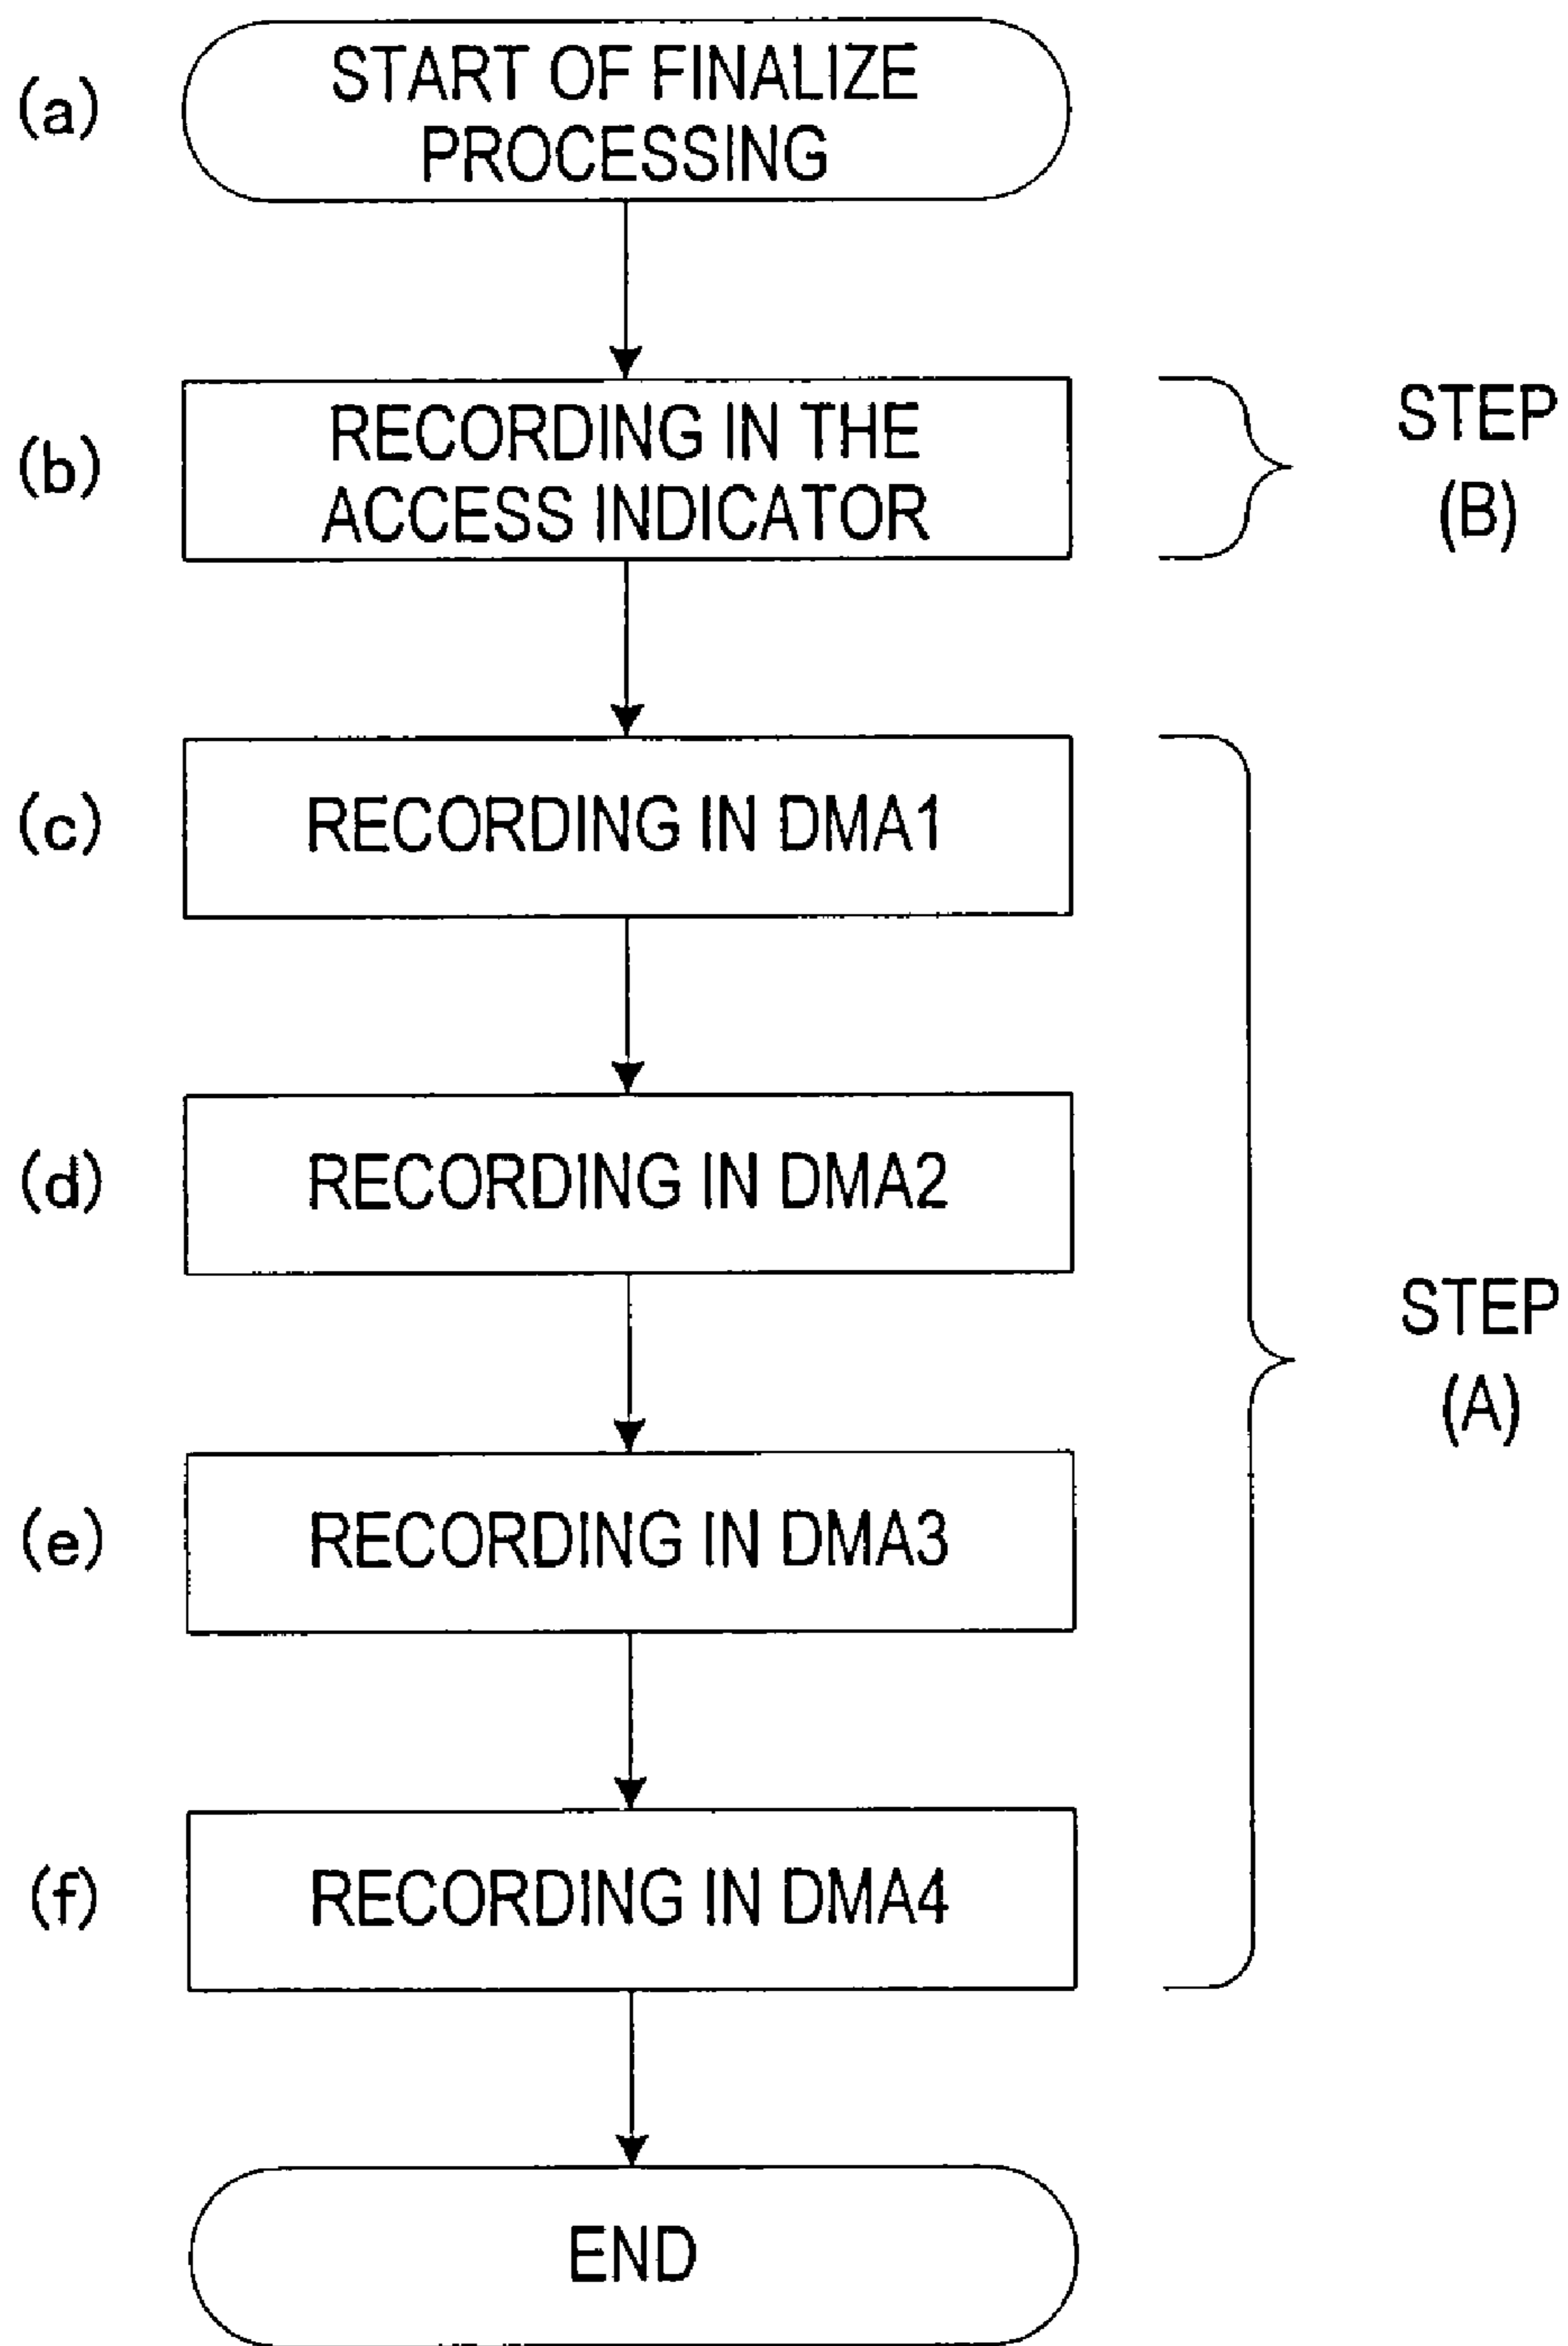 (a)
START OF FINALIZE
PROCESSING
(b)
RECORDING IN THE
ACCESS INDICATOR
STEP
(B)
(c)
RECORDING IN DMA1
(d)
RECORDING IN DMA2
STEP
(A)
(e)
RECORDING IN DMA3
(f)
RECORDING IN DMA4
END